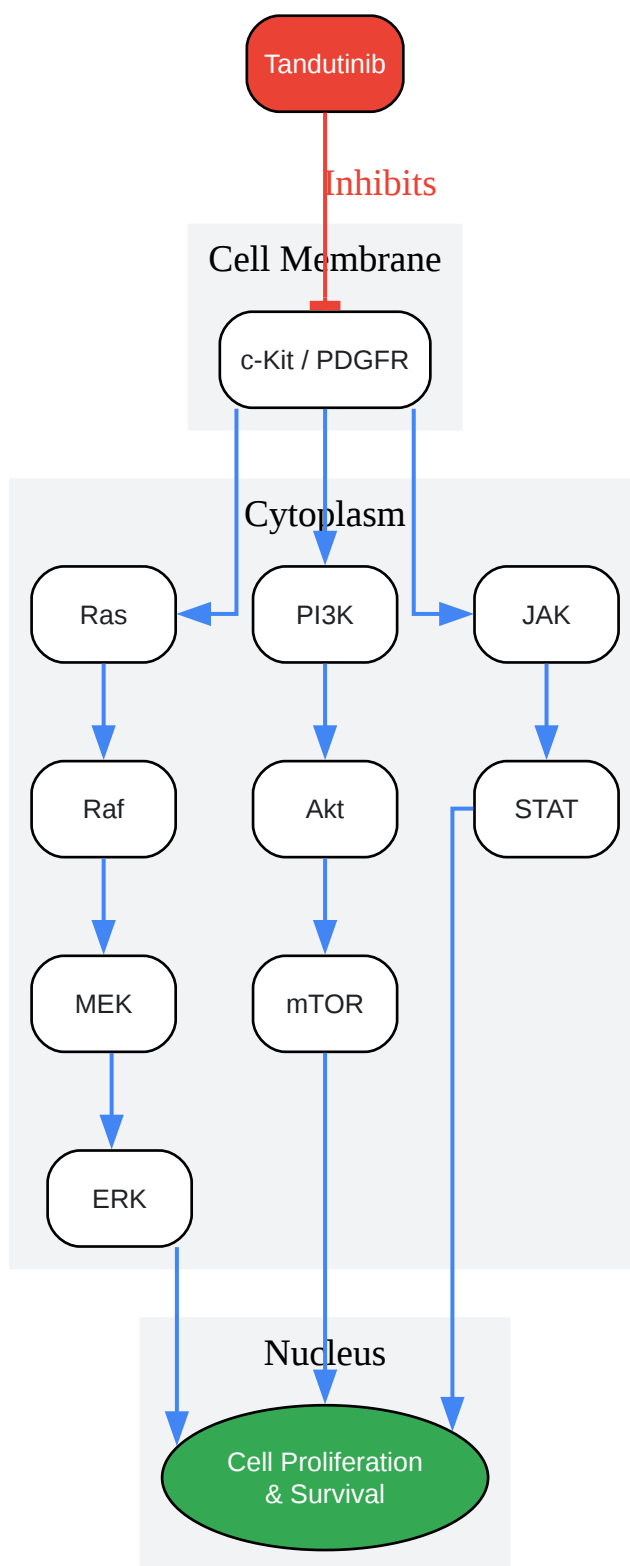 Tandutinib
Inhibits
Cell Membrane
c-Kit / PDGFR
Cytoplasm
Ras
PI3K
JAK
Raf
Akt
STAT
MEK
mTOR
ERK
Nucleus
Cell Proliferation
& Survival